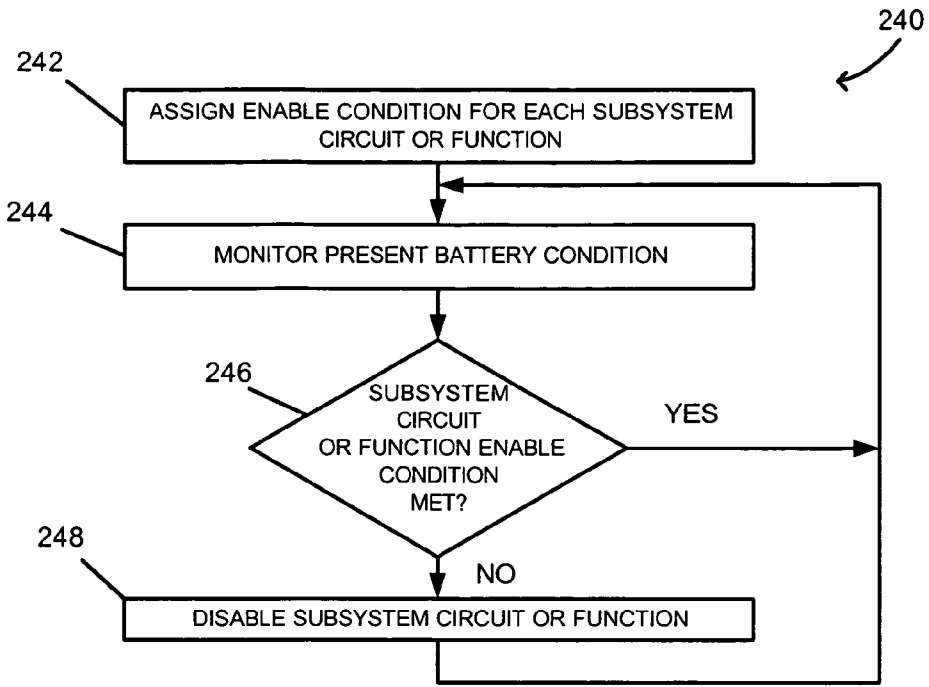 240
242
ASSIGN ENABLE CONDITION FOR EACH SUBSYSTEM
CIRCUIT OR FUNCTION
244
MONITOR PRESENT BATTERY CONDITION
246
SUBSYSTEM
CIRCUIT
OR FUNCTION ENABLE
CONDITION
MET?
YES
248
NO
DISABLE SUBSYSTEM CIRCUIT OR FUNCTION